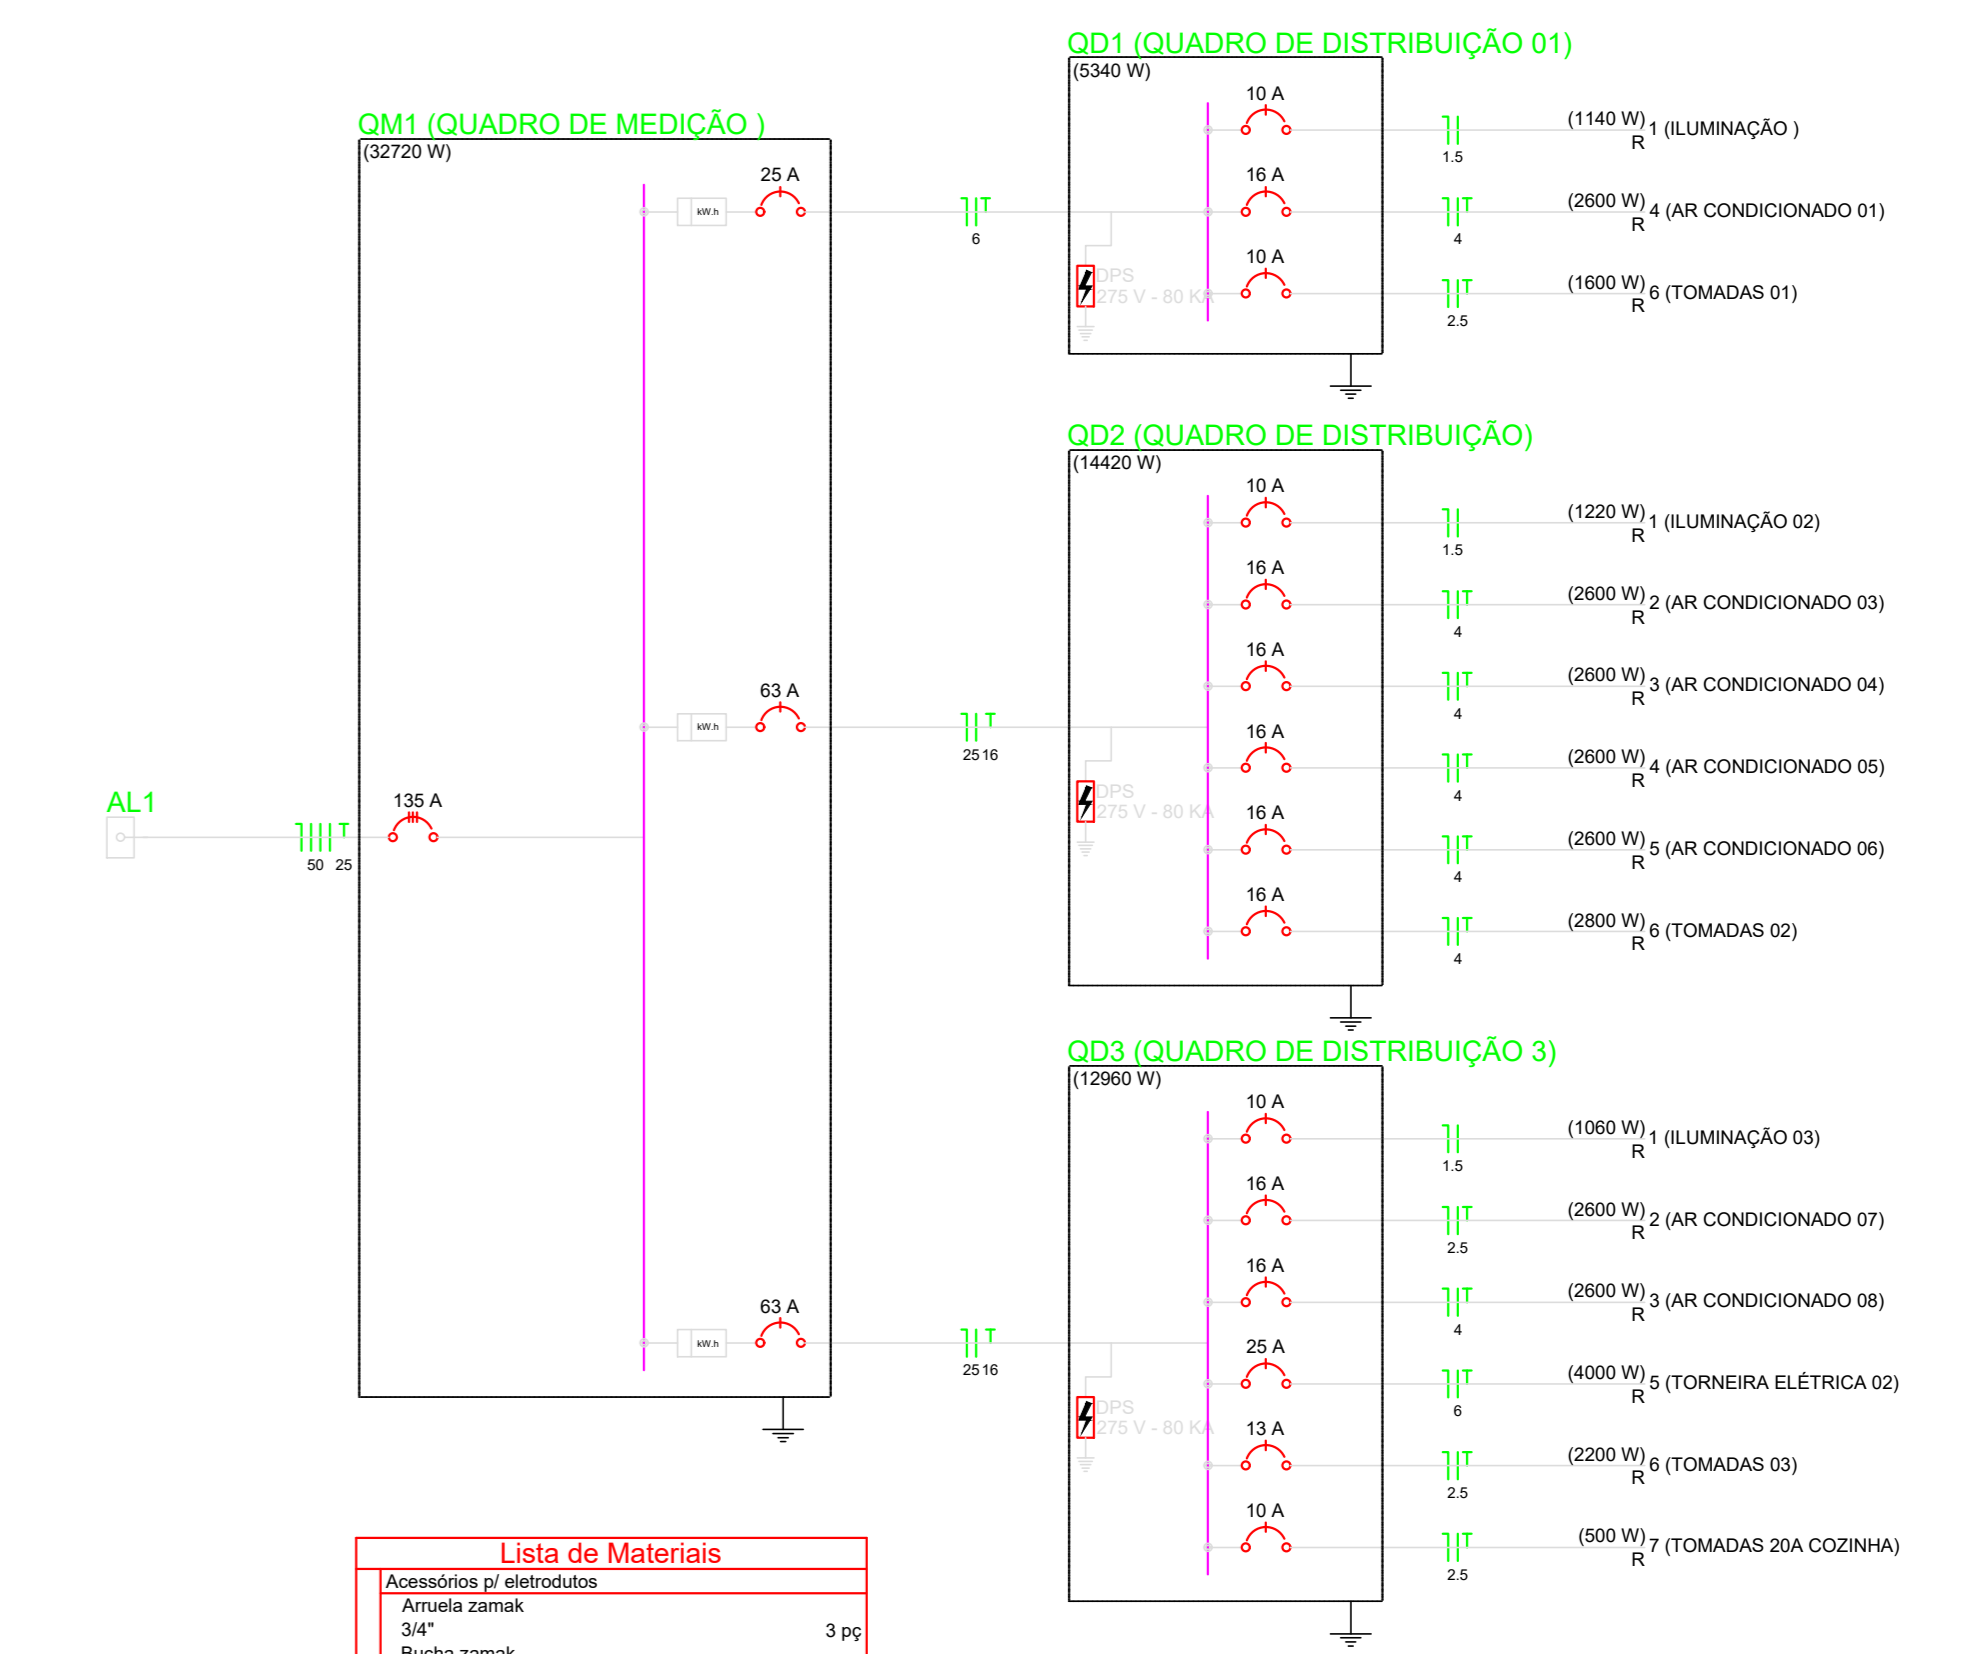 QM1 (QUADRO DE MEDIÇÃO )
(32720 W)
25 A
kW.h
6
63 A
kW.h
25 16
AL1
50 25
135 A
63 A
kW.h
25 16
QD1 (QUADRO DE DISTRIBUIÇÃO 01)
(5340 W)
DPS
275 V - 80 KA
10 A
1.5
(1140 W)
R
1 (ILUMINAÇÃO )
16 A
4
(2600 W)
R
4 (AR CONDICIONADO 01)
10 A
2.5
(1600 W)
R
6 (TOMADAS 01)
QD2 (QUADRO DE DISTRIBUIÇÃO)
(14420 W)
DPS
275 V - 80 KA
10 A
1.5
(1220 W)
R
1 (ILUMINAÇÃO 02)
16 A
4
(2600 W)
R
2 (AR CONDICIONADO 03)
16 A
4
(2600 W)
R
3 (AR CONDICIONADO 04)
16 A
4
(2600 W)
R
4 (AR CONDICIONADO 05)
16 A
4
(2600 W)
R
5 (AR CONDICIONADO 06)
16 A
4
(2800 W)
R
6 (TOMADAS 02)
QD3 (QUADRO DE DISTRIBUIÇÃO 3)
(12960 W)
DPS
275 V - 80 KA
10 A
1.5
(1060 W)
R
1 (ILUMINAÇÃO 03)
16 A
2.5
(2600 W)
R
2 (AR CONDICIONADO 07)
16 A
4
(2600 W)
R
3 (AR CONDICIONADO 08)
25 A
6
(4000 W)
R
5 (TORNEIRA ELÉTRICA 02)
13 A
2.5
(2200 W)
R
6 (TOMADAS 03)
10 A
2.5
(500 W)
R
7 (TOMADAS 20A COZINHA)
Lista de Materiais
Acessórios p/ eletrodutos
Arruela zamak
3/4" 3 pç
Bucha zamak